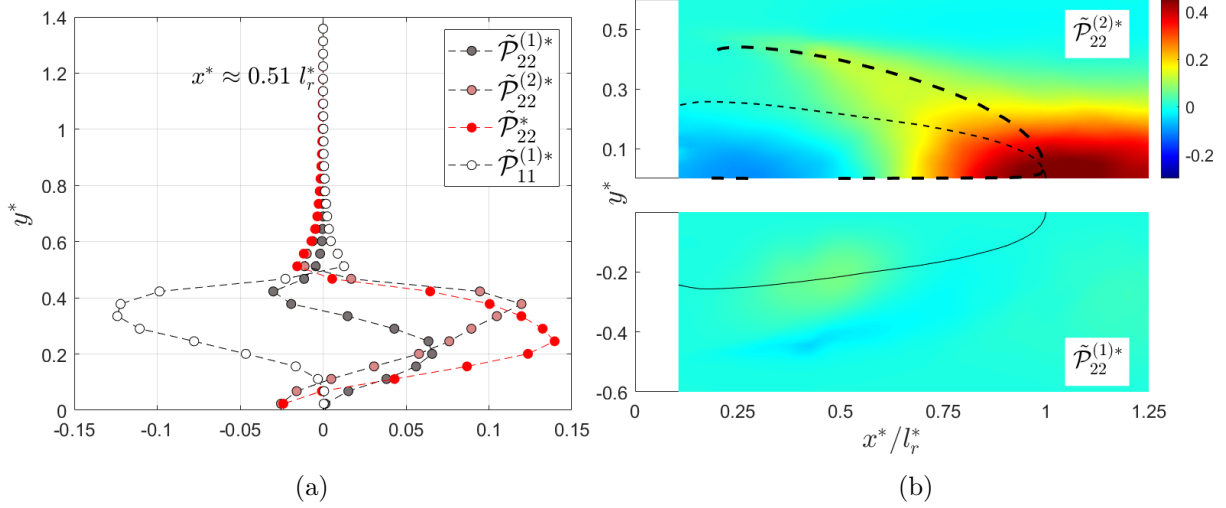 1.4
1.2
1
0.8
0.6
0.4
0.2
0
y*
-0.15
-0.1
-0.05
0
0.05
0.1
0.15
x* ≈ 0.51 l_r^*
𝒫̃_22^(1)*
𝒫̃_22^(2)*
𝒫̃_22^*
𝒫̃_11^(1)*
(a)
0.5
0.3
0.1
𝒫̃_22^(2)*
0.4
0.2
0
-0.2
y*
-0.2
-0.4
-0.6
𝒫̃_22^(1)*
0
0.25
0.5
0.75
1
1.25
x*/l_r^*
(b)